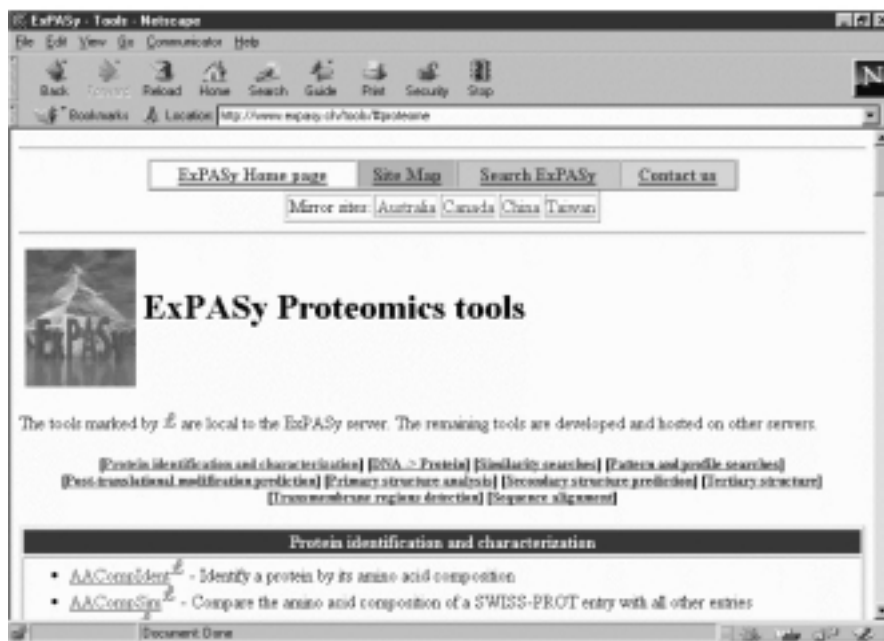 ExPASy - Tools - Netscape
File Edit View Go Communicator Help
Back Forward Reload Home Search Guide Print Security Stop
N
Bookmarks Location: http://www.expasy.ch/tools/#proteome
ExPASy Home page Site Map Search ExPASy Contact us
Mirror sites: Australia Canada China Taiwan
ExPASy
ExPASy Proteomics tools
The tools marked by are local to the ExPASy server. The remaining tools are developed and hosted on other servers.
[Protein identification and characterization] [DNA -> Protein] [Similarity searches] [Pattern and profile searches]
[Post-translational modification prediction] [Primary structure analysis] [Secondary structure prediction] [Tertiary structure]
[Transmembrane regions detection] [Sequence alignment]
Protein identification and characterization
• AACompIdent - Identify a protein by its amino acid composition
• AACompSim - Compare the amino acid composition of a SWISS-PROT entry with all other entries
Document: Done